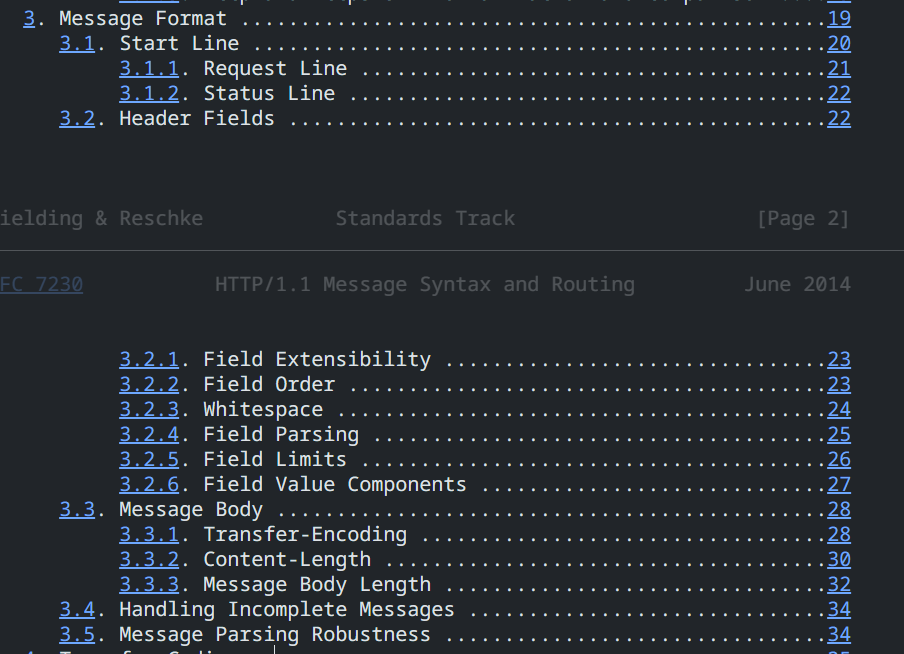 3. Message Format ................................................19
3.1. Start Line ................................................20
3.1.1. Request Line .......................................21
3.1.2. Status Line ........................................22
3.2. Header Fields .............................................22
ielding & Reschke Standards Track [Page 2]
FC 7230 HTTP/1.1 Message Syntax and Routing June 2014
3.2.1. Field Extensibility ................................23
3.2.2. Field Order ........................................23
3.2.3. Whitespace .........................................24
3.2.4. Field Parsing ......................................25
3.2.5. Field Limits .......................................26
3.2.6. Field Value Components .............................27
3.3. Message Body ..............................................28
3.3.1. Transfer-Encoding ..................................28
3.3.2. Content-Length .....................................30
3.3.3. Message Body Length ................................32
3.4. Handling Incomplete Messages ..............................34
3.5. Message Parsing Robustness ................................34